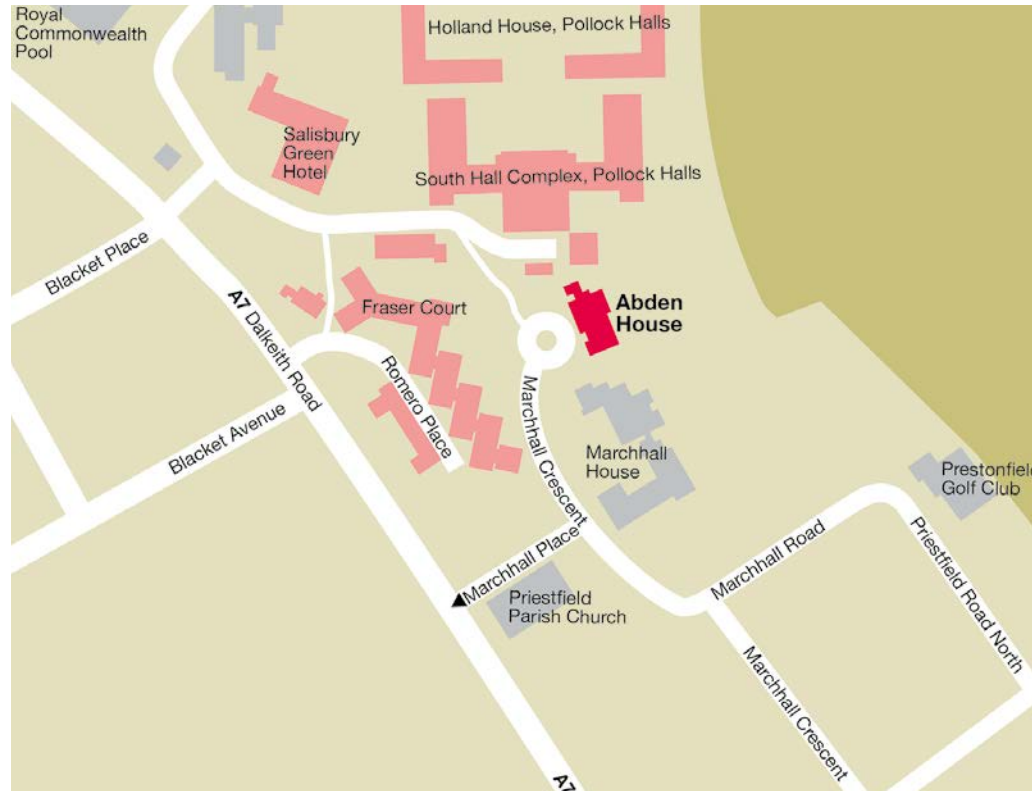 Royal
Commonwealth
Pool
Holland House, Pollock Halls
Salisbury
Green
Hotel
South Hall Complex, Pollock Halls
Blacket Place
A7 Dalkeith Road
Fraser Court
Abden
House
Romero Place
Blacket Avenue
Marchhall Crescent
Marchhall
House
Prestonfield
Golf Club
Marchhall Road
Priestfield Road North
Marchhall Place
Priestfield
Parish Church
Marchhall Crescent
A7